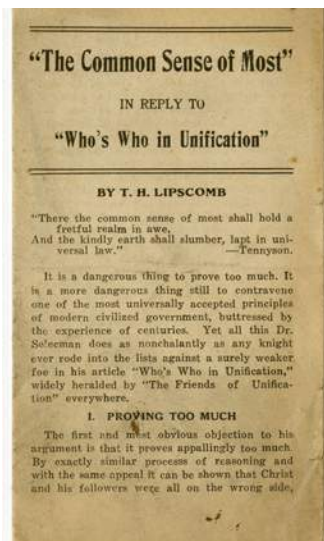 "The Common Sense of Most"
IN REPLY TO
"Who's Who in Unification"
BY T. H. LIPSCOMB
"There the common sense of most shall hold a
fretful realm in awe,
And the kindly earth shall slumber, lapt in uni-
versal law." —Tennyson.
It is a dangerous thing to prove too much. It
is a more dangerous thing still to contravene
one of the most universally accepted principles
of modern civilized government, buttressed by
the experience of centuries. Yet all this Dr.
Selecman does as nonchalantly as any knight
ever rode into the lists against a surely weaker
foe in his article "Who's Who in Unification,"
widely heralded by "The Friends of Unifica-
tion" everywhere.
I. PROVING TOO MUCH
The first and most obvious objection to his
argument is that it proves appallingly too much.
By exactly similar process of reasoning and
with the same appeal it can be shown that Christ
and his followers were all on the wrong side,